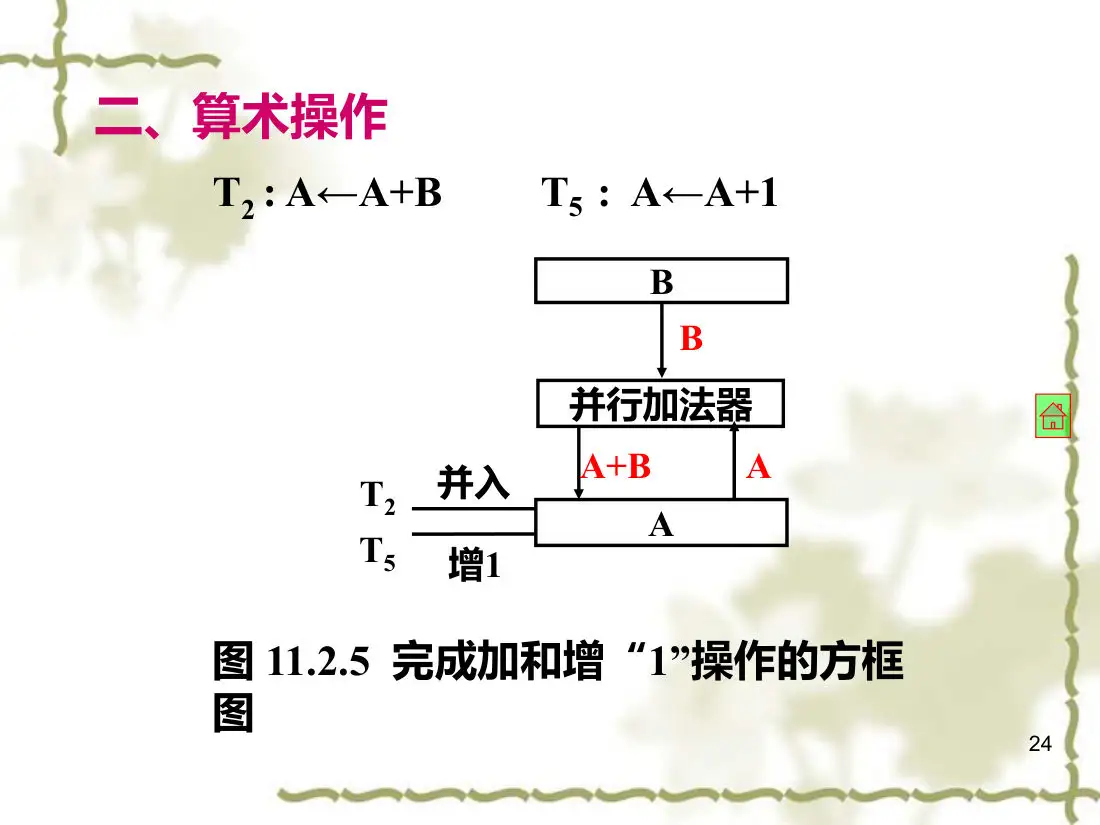 二、算术操作
T₂ : A←A+B T₅ : A←A+1
B
B
并行加法器
A+B A
并入
T₂
A
T₅
增1
图 11.2.5 完成加和增“1”操作的方框
图
24